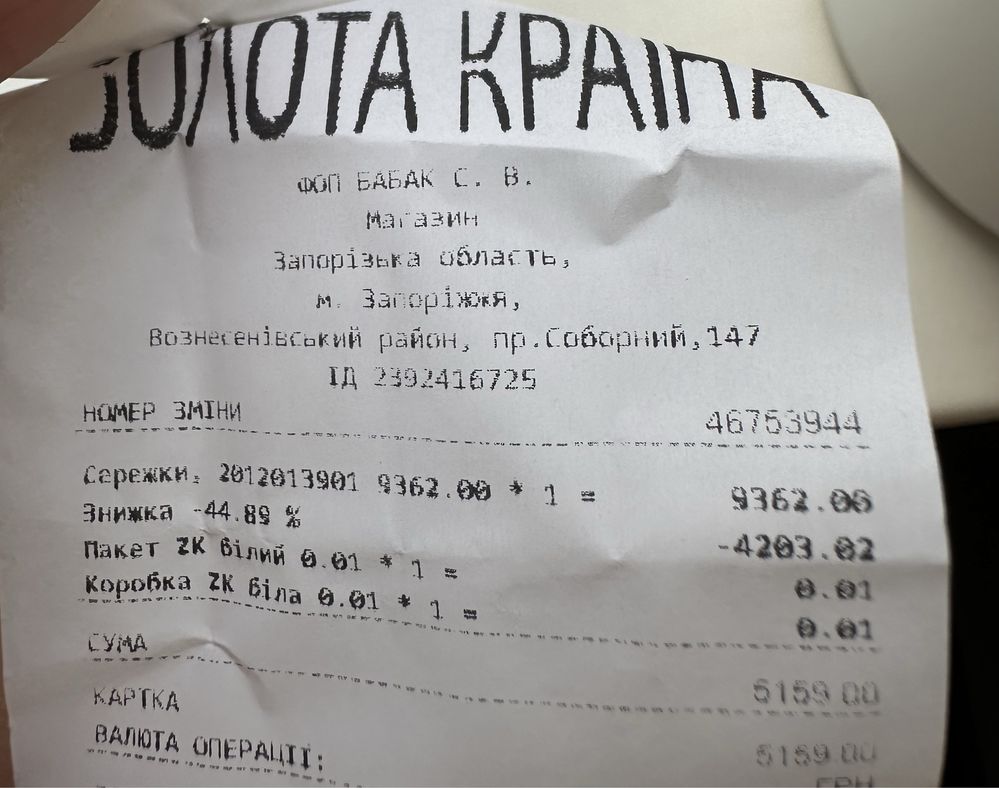 ЗОЛОТА КРАЇНА
ФОП БАБАК С. В.
Магазин
Запорізька область,
м. Запоріжжя,
Вознесенівський район, пр.Соборний,147
ІД 2392416725
НОМЕР ЗМІНИ 46753944
Сережки, 2012013901 9362.00 * 1 = 9362.00
Знижка -44.89 % -4203.02
Пакет ZK білий 0.01 * 1 = 0.01
Коробка ZK біла 0.01 * 1 = 0.01
СУМА 5159.00
КАРТКА 5159.00
ВАЛЮТА ОПЕРАЦІЇ: ГРН